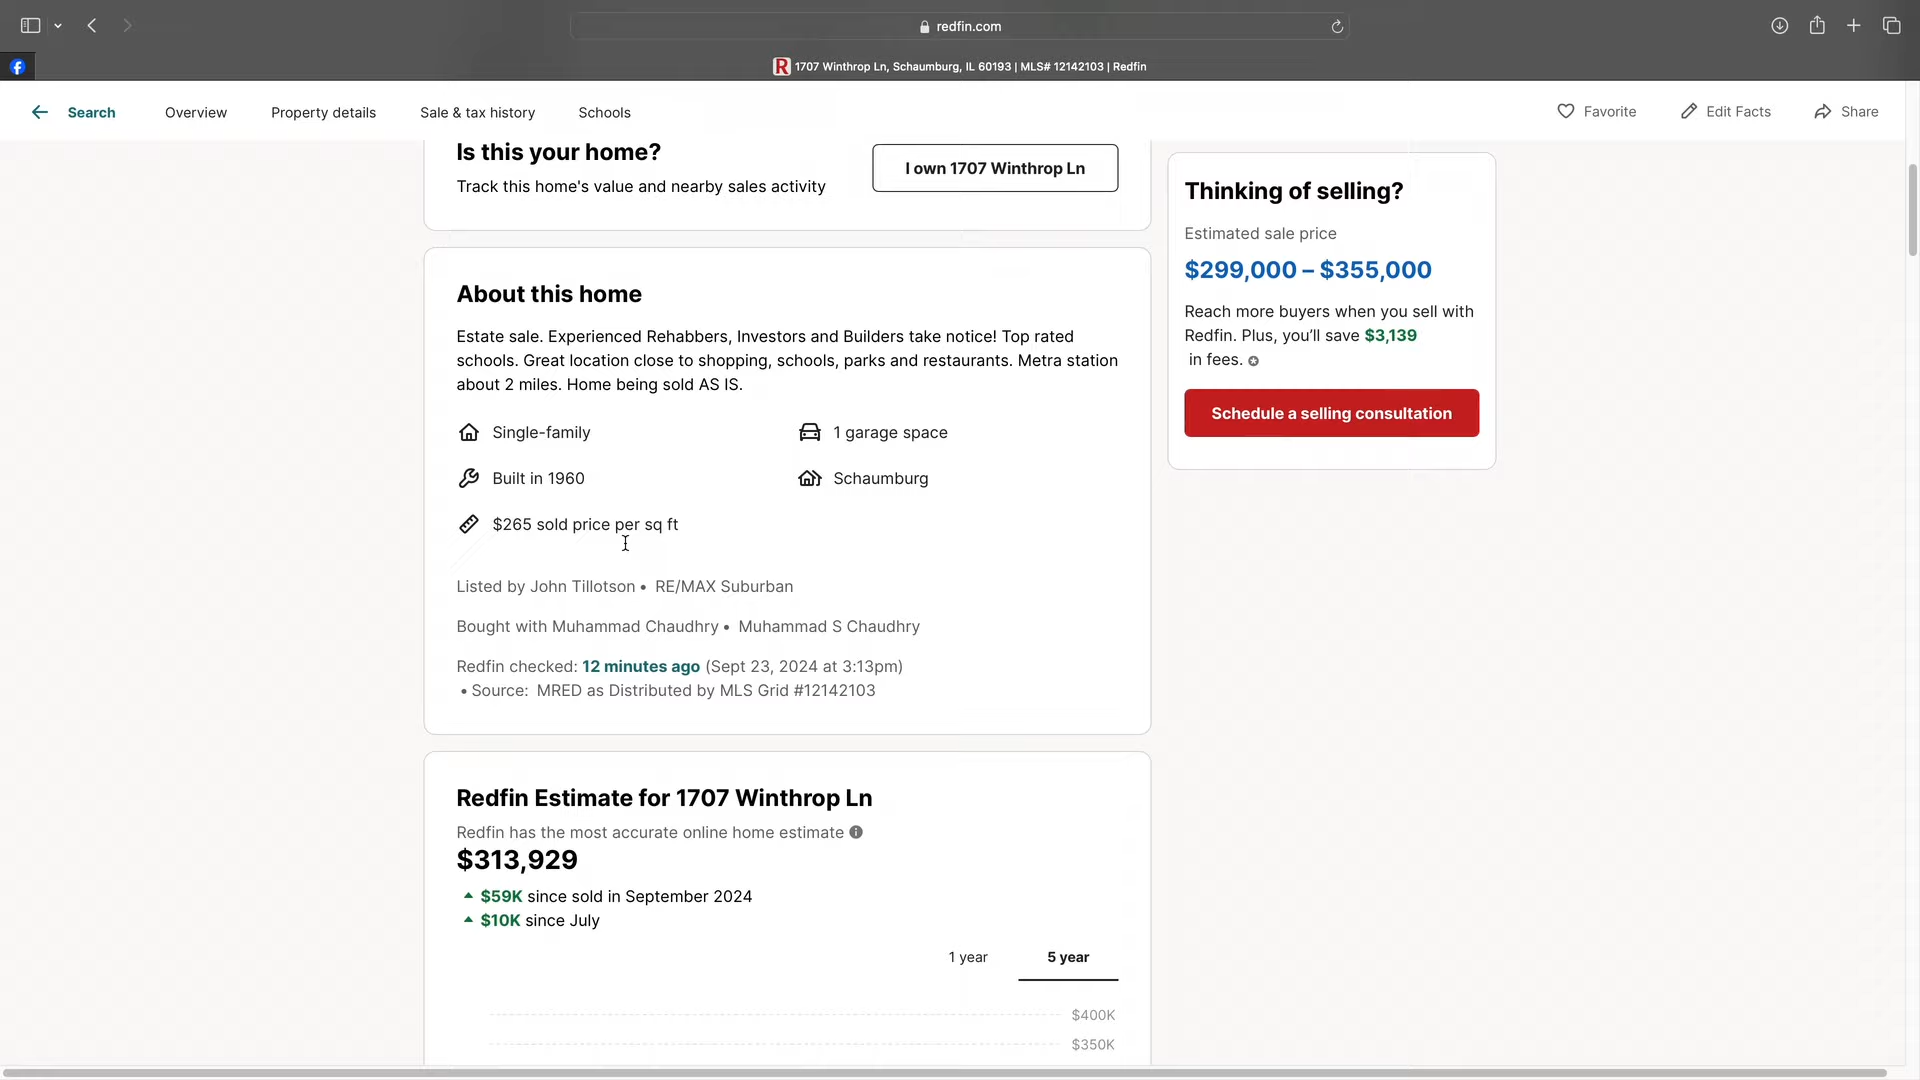 redfin.com
1707 Winthrop Ln, Schaumburg, IL 60193 | MLS# 12142103 | Redfin
Search
Overview
Property details
Sale & tax history
Schools
Favorite
Edit Facts
Share
Is this your home?
Track this home's value and nearby sales activity
I own 1707 Winthrop Ln
About this home
Estate sale. Experienced Rehabbers, Investors and Builders take notice! Top rated
schools. Great location close to shopping, schools, parks and restaurants. Metra station
about 2 miles. Home being sold AS IS.
Single-family
1 garage space
Built in 1960
Schaumburg
$265 sold price per sq ft
Listed by John Tillotson • RE/MAX Suburban
Bought with Muhammad Chaudhry • Muhammad S Chaudhry
Redfin checked: 12 minutes ago (Sept 23, 2024 at 3:13pm)
• Source: MRED as Distributed by MLS Grid #12142103
Redfin Estimate for 1707 Winthrop Ln
Redfin has the most accurate online home estimate
$313,929
$59K since sold in September 2024
$10K since July
1 year
5 year
$400K
$350K
Thinking of selling?
Estimated sale price
$299,000 – $355,000
Reach more buyers when you sell with
Redfin. Plus, you’ll save $3,139
in fees.
Schedule a selling consultation